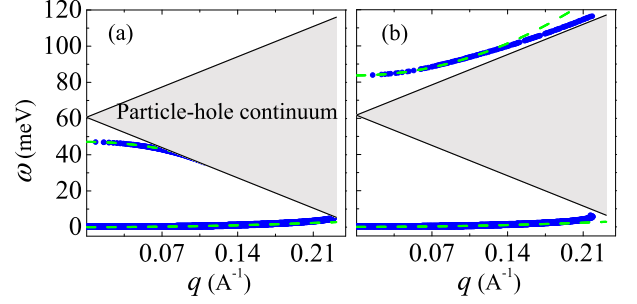 (a)
(b)
120
100
80
60
40
20
0
ω (meV)
Particle-hole continuum
0.07 0.14 0.21 0.07 0.14 0.21
q (A⁻¹) q (A⁻¹)